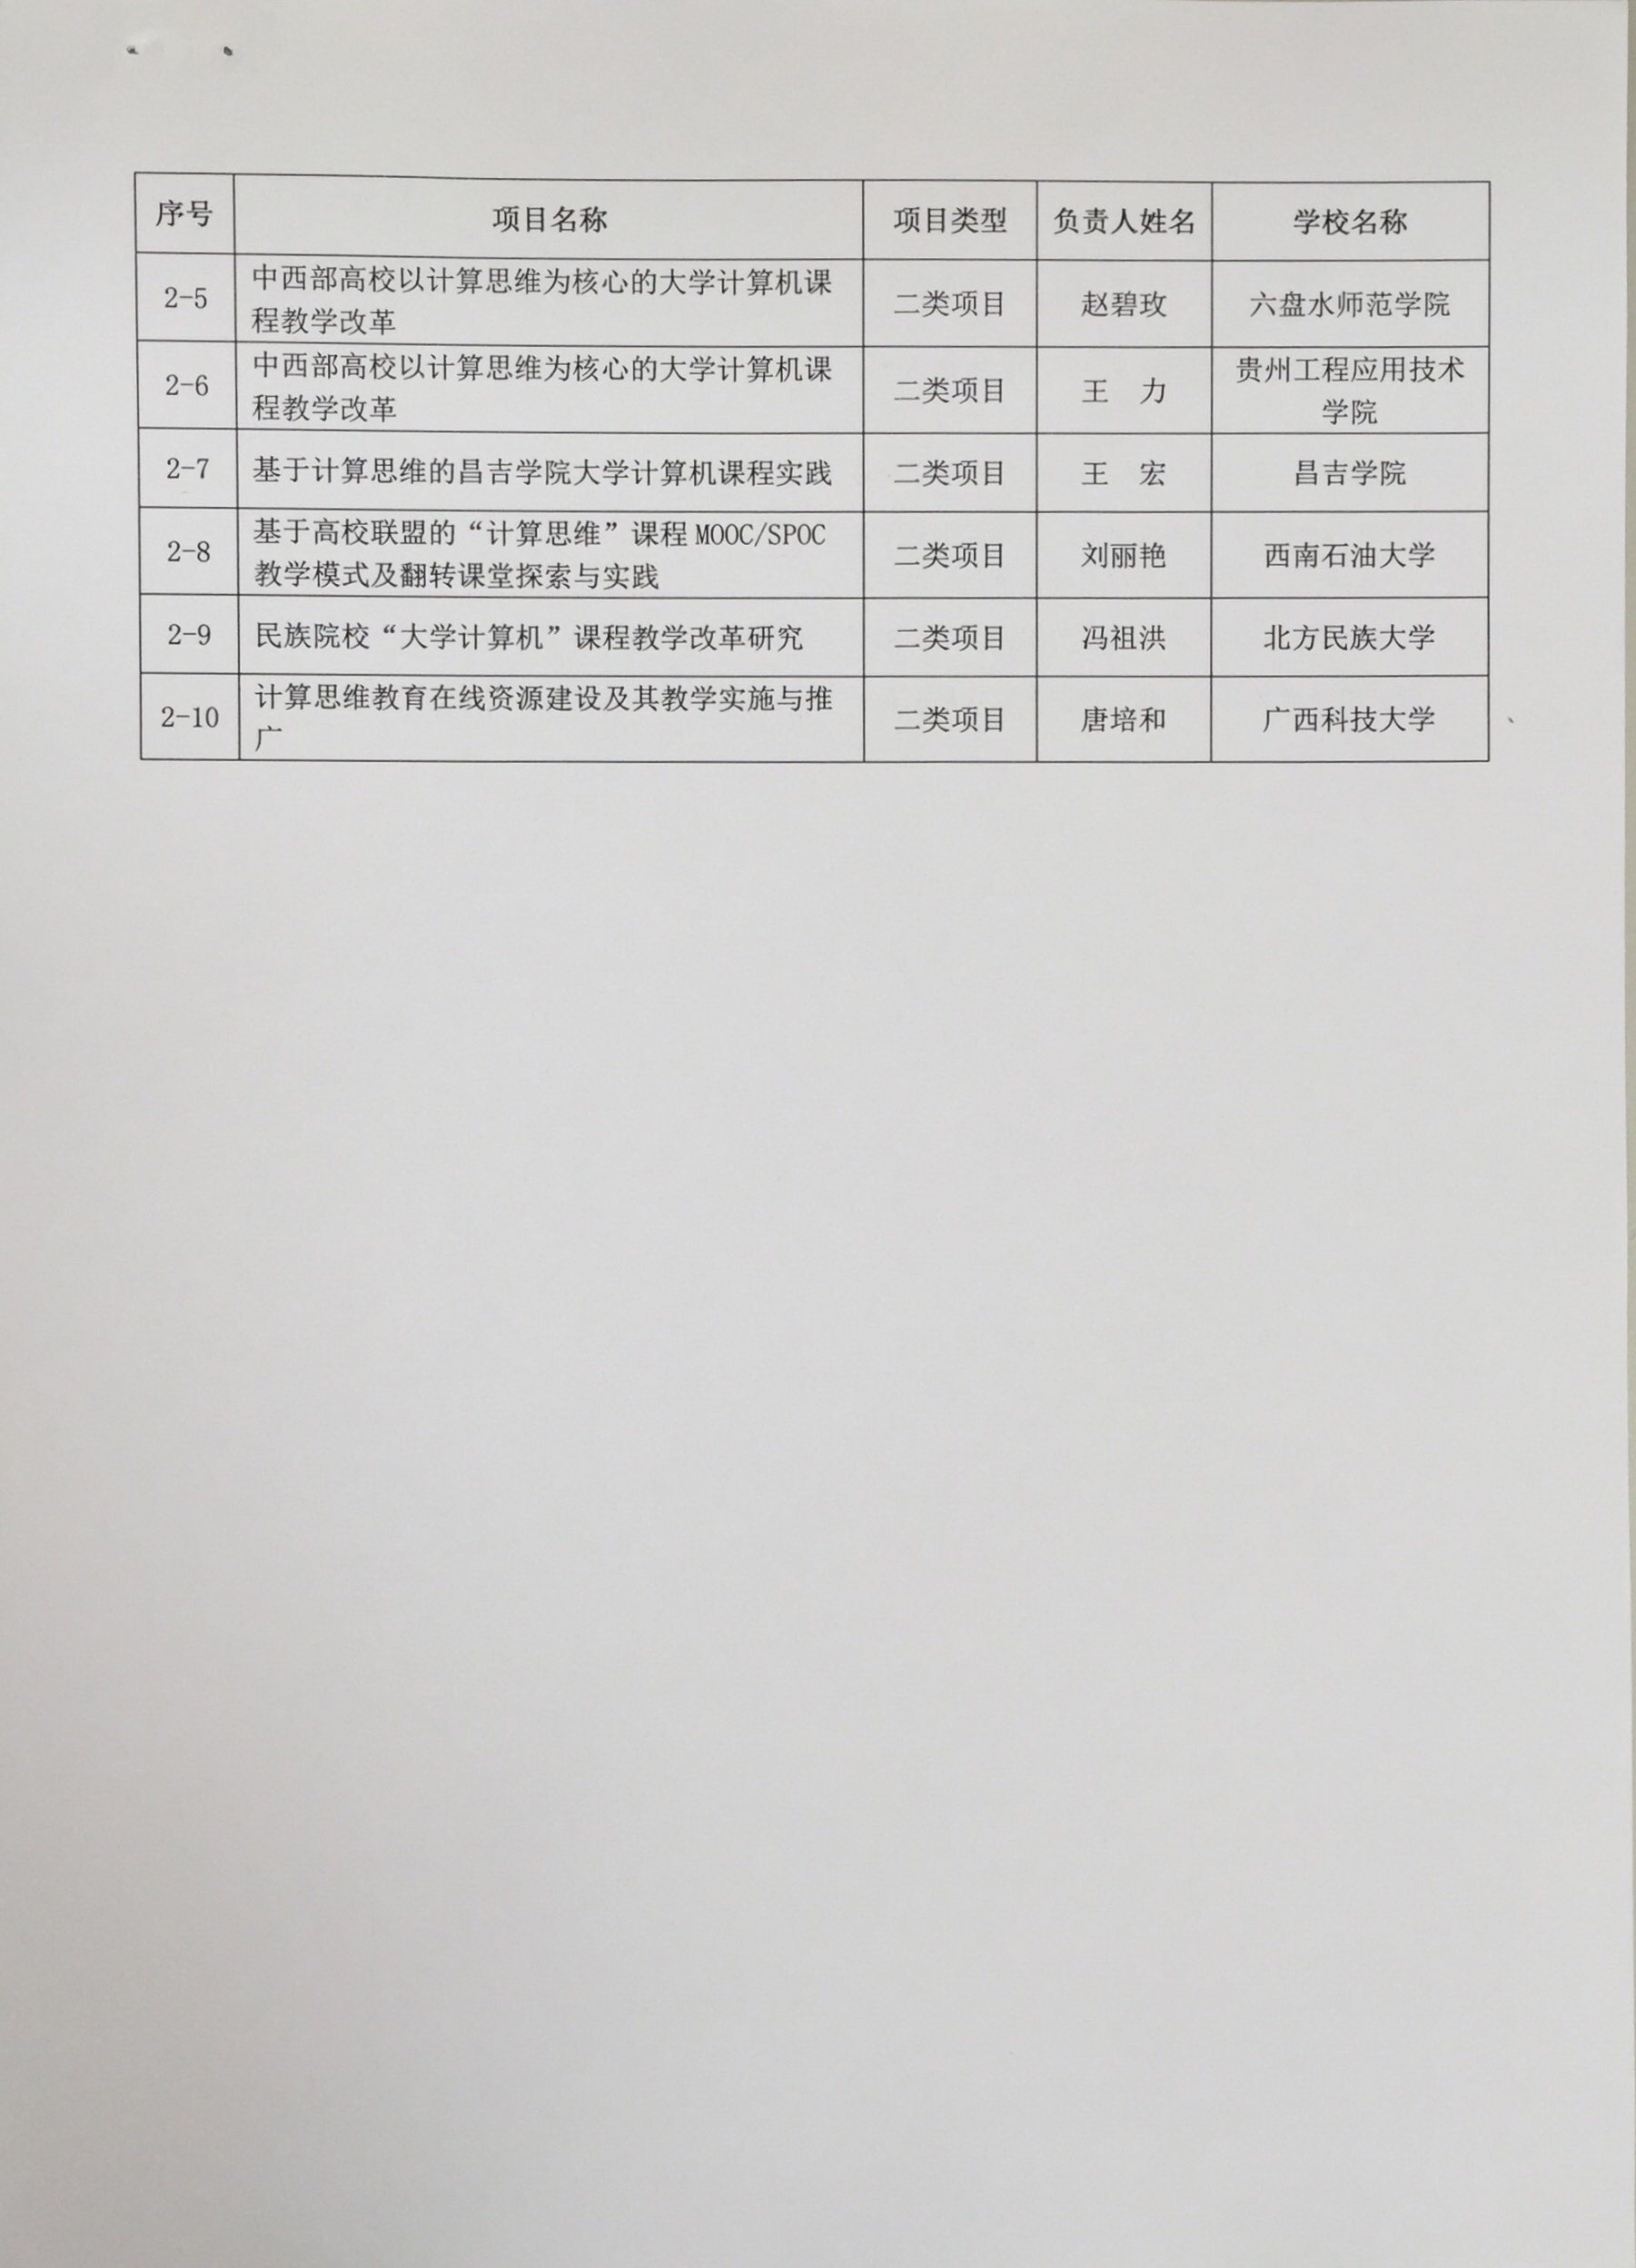 序号 项目名称 项目类型 负责人姓名 学校名称
2-5 中西部高校以计算思维为核心的大学计算机课
程教学改革 二类项目 赵碧玫 六盘水师范学院
2-6 中西部高校以计算思维为核心的大学计算机课
程教学改革 二类项目 王 力 贵州工程应用技术
学院
2-7 基于计算思维的昌吉学院大学计算机课程实践 二类项目 王 宏 昌吉学院
2-8 基于高校联盟的“计算思维”课程 MOOC/SPOC
教学模式及翻转课堂探索与实践 二类项目 刘丽艳 西南石油大学
2-9 民族院校“大学计算机”课程教学改革研究 二类项目 冯祖洪 北方民族大学
2-10 计算思维教育在线资源建设及其教学实施与推
广 二类项目 唐培和 广西科技大学